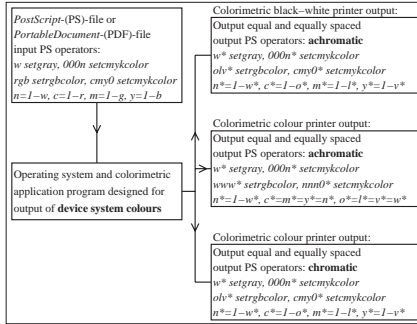 PostScript-(PS)-file or
PortableDocument-(PDF)-file
input PS operators:
w setgray, 000n setcmykcolor
rgb setrgbcolor, cmy0 setcmykcolor
n=1–w, c=1–r, m=1–g, y=1–b
Operating system and colorimetric
application program designed for
output of device system colours
Colorimetric black–white printer output:
Output equal and equally spaced
output PS operators: achromatic
w* setgray, 000n* setcmykcolor
olv* setrgbcolor, cmy0* setcmykcolor
n*=1–w*, c*=1–o*, m*=1–l*, y*=1–v*
Colorimetric colour printer output:
Output equal and equally spaced
output PS operators: achromatic
w* setgray, 000n* setcmykcolor
www* setrgbcolor, nnn0* setcmykcolor
n*=1–w*, c*=m*=y*=n*, o*=l*=v*=w*
Colorimetric colour printer output:
Output equal and equally spaced
output PS operators: chromatic
w* setgray, 000n* setcmykcolor
olv* setrgbcolor, cmy0* setcmykcolor
n*=1–w*, c*=1–o*, m*=1–l*, y*=1–v*